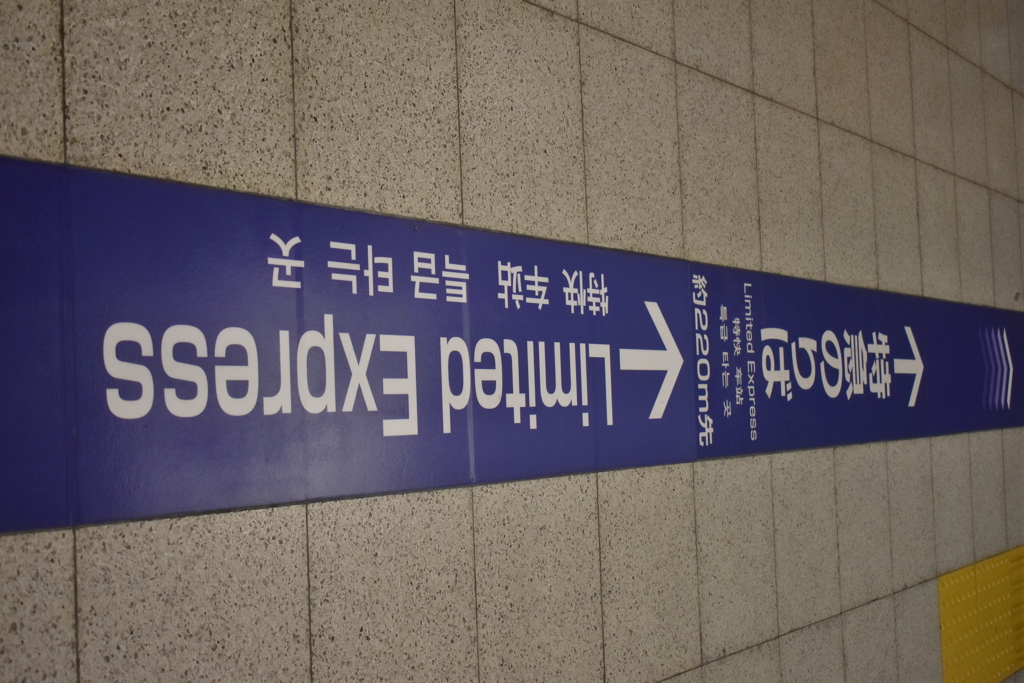 特急のりば
Limited Express
特快 车站
특급 타는 곳
約220m先
Limited Express
特快 车站 특급 타는 곳